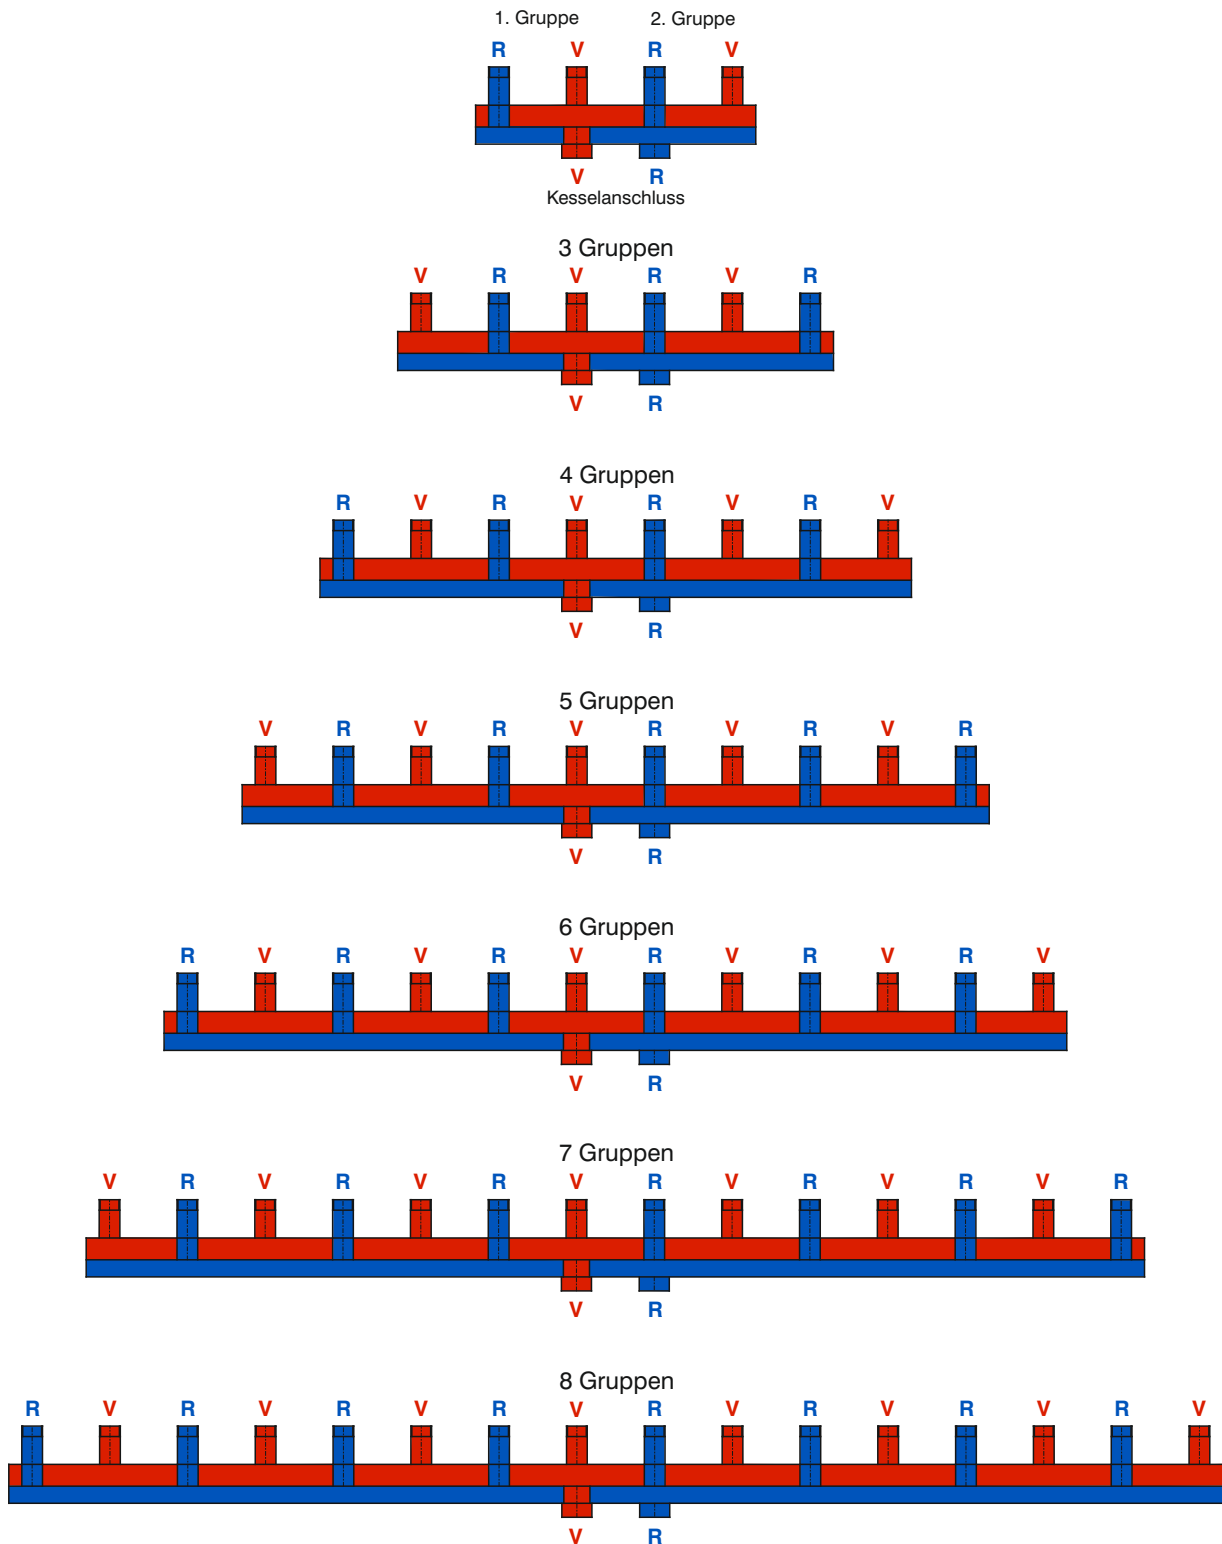 1. Gruppe 2. Gruppe
R V R V
V R
Kesselanschluss
3 Gruppen
V R V R V R
V R
4 Gruppen
R V R V R V R V
V R
5 Gruppen
V R V R V R V R V R
V R
6 Gruppen
R V R V R V R V R V R V
V R
7 Gruppen
V R V R V R V R V R V R V R
V R
8 Gruppen
R V R V R V R V R V R V R V R V
V R